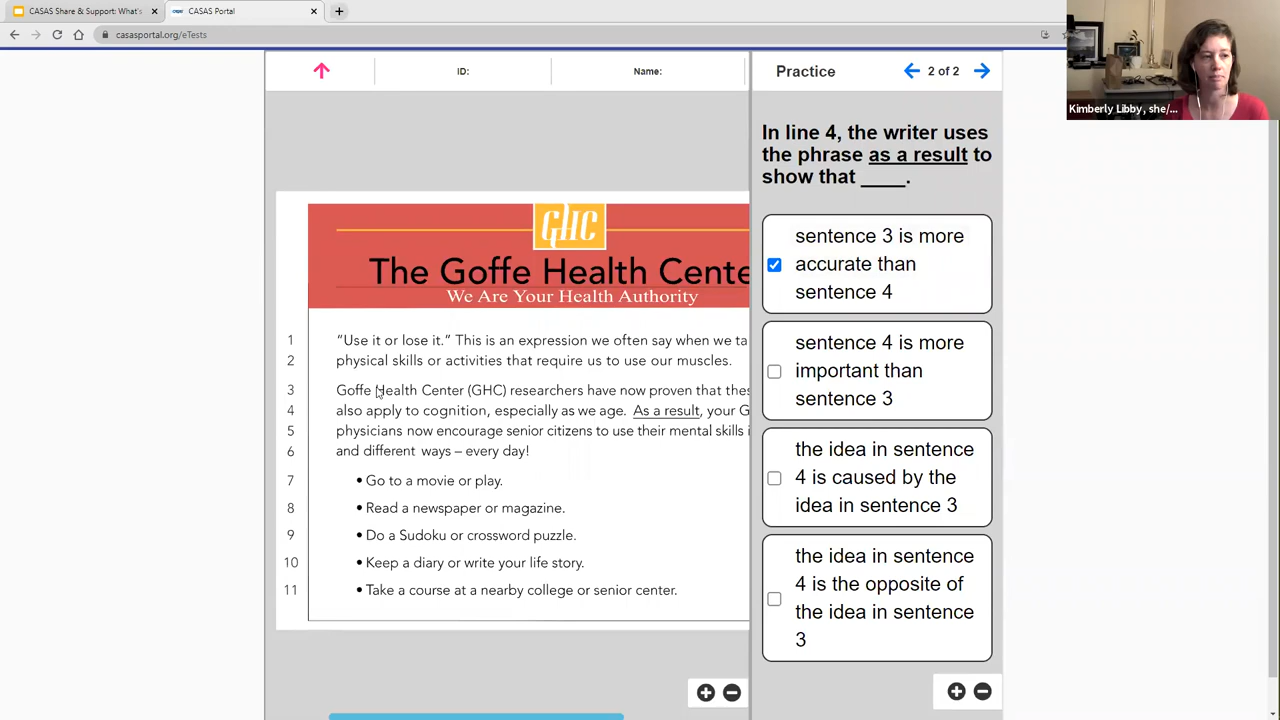 CASAS Share & Support: What's
CASAS Portal
casasportal.org/eTests
ID:
Name:
Practice
2 of 2
GHC
The Goffe Health Cente
We Are Your Health Authority
1 “Use it or lose it.” This is an expression we often say when we ta
2 physical skills or activities that require us to use our muscles.
3 Goffe Health Center (GHC) researchers have now proven that thes
4 also apply to cognition, especially as we age. As a result, your G
5 physicians now encourage senior citizens to use their mental skills i
6 and different ways – every day!
7 • Go to a movie or play.
8 • Read a newspaper or magazine.
9 • Do a Sudoku or crossword puzzle.
10 • Keep a diary or write your life story.
11 • Take a course at a nearby college or senior center.
In line 4, the writer uses
the phrase as a result to
show that ____.
sentence 3 is more
accurate than
sentence 4
sentence 4 is more
important than
sentence 3
the idea in sentence
4 is caused by the
idea in sentence 3
the idea in sentence
4 is the opposite of
the idea in sentence
3
Kimberly Libby, she/...